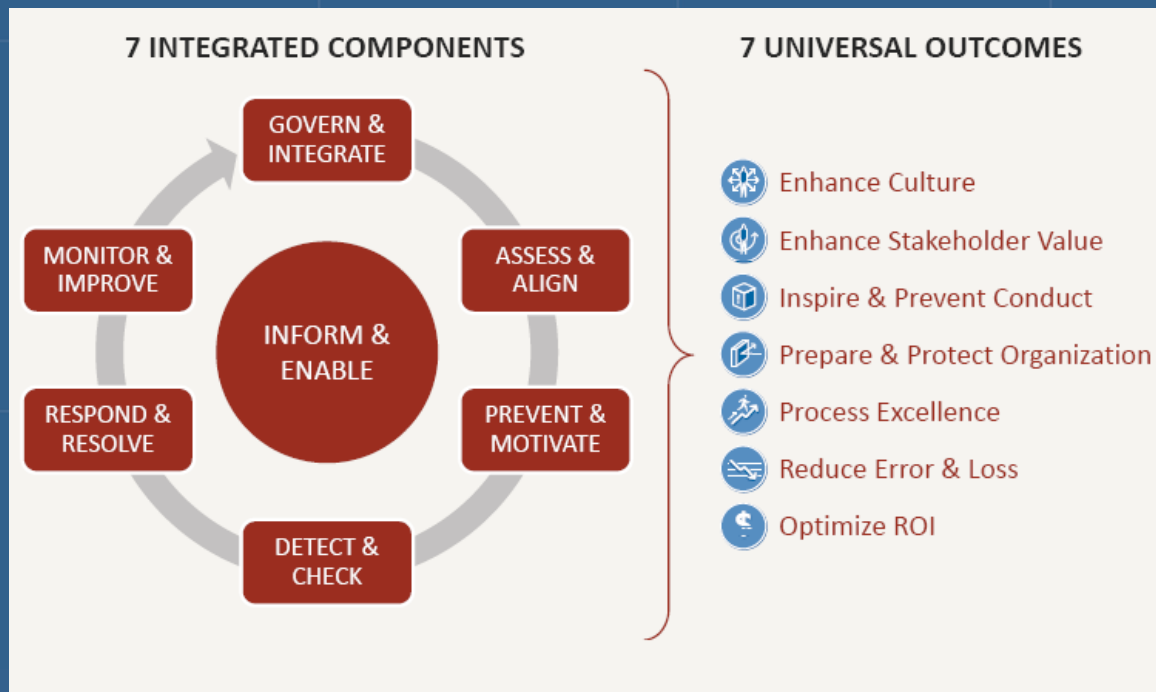 7 INTEGRATED COMPONENTS
GOVERN &
INTEGRATE
ASSESS &
ALIGN
PREVENT &
MOTIVATE
DETECT &
CHECK
RESPOND &
RESOLVE
MONITOR &
IMPROVE
INFORM &
ENABLE
7 UNIVERSAL OUTCOMES
Enhance Culture
Enhance Stakeholder Value
Inspire & Prevent Conduct
Prepare & Protect Organization
Process Excellence
Reduce Error & Loss
Optimize ROI